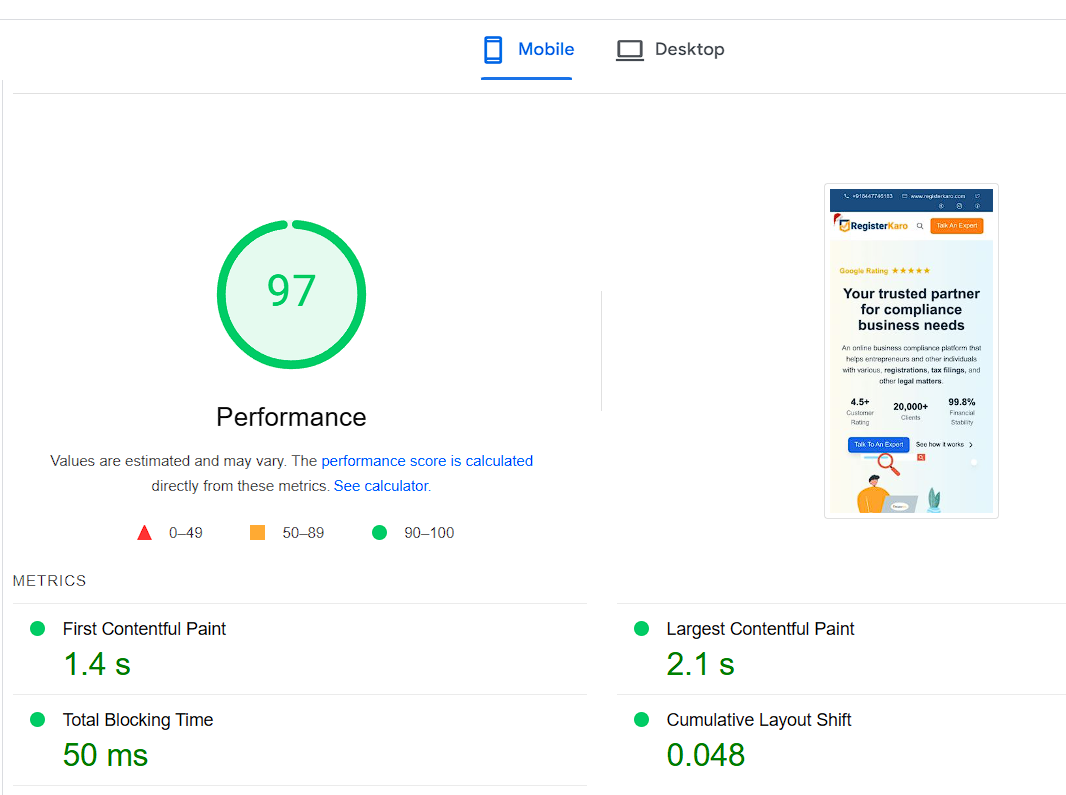 Mobile
Desktop
97
Performance
Values are estimated and may vary. The performance score is calculated
directly from these metrics. See calculator.
0–49
50–89
90–100
+918447746183
www.registerkaro.com
RegisterKaro
Talk An Expert
Google Rating
Your trusted partner
for compliance
business needs
An online business compliance platform that
helps entrepreneurs and other individuals
with various, registrations, tax filings, and
other legal matters.
4.5+
Customer
Rating
20,000+
Clients
99.8%
Financial
Stability
Talk To An Expert
See how it works
METRICS
First Contentful Paint
1.4 s
Largest Contentful Paint
2.1 s
Total Blocking Time
50 ms
Cumulative Layout Shift
0.048